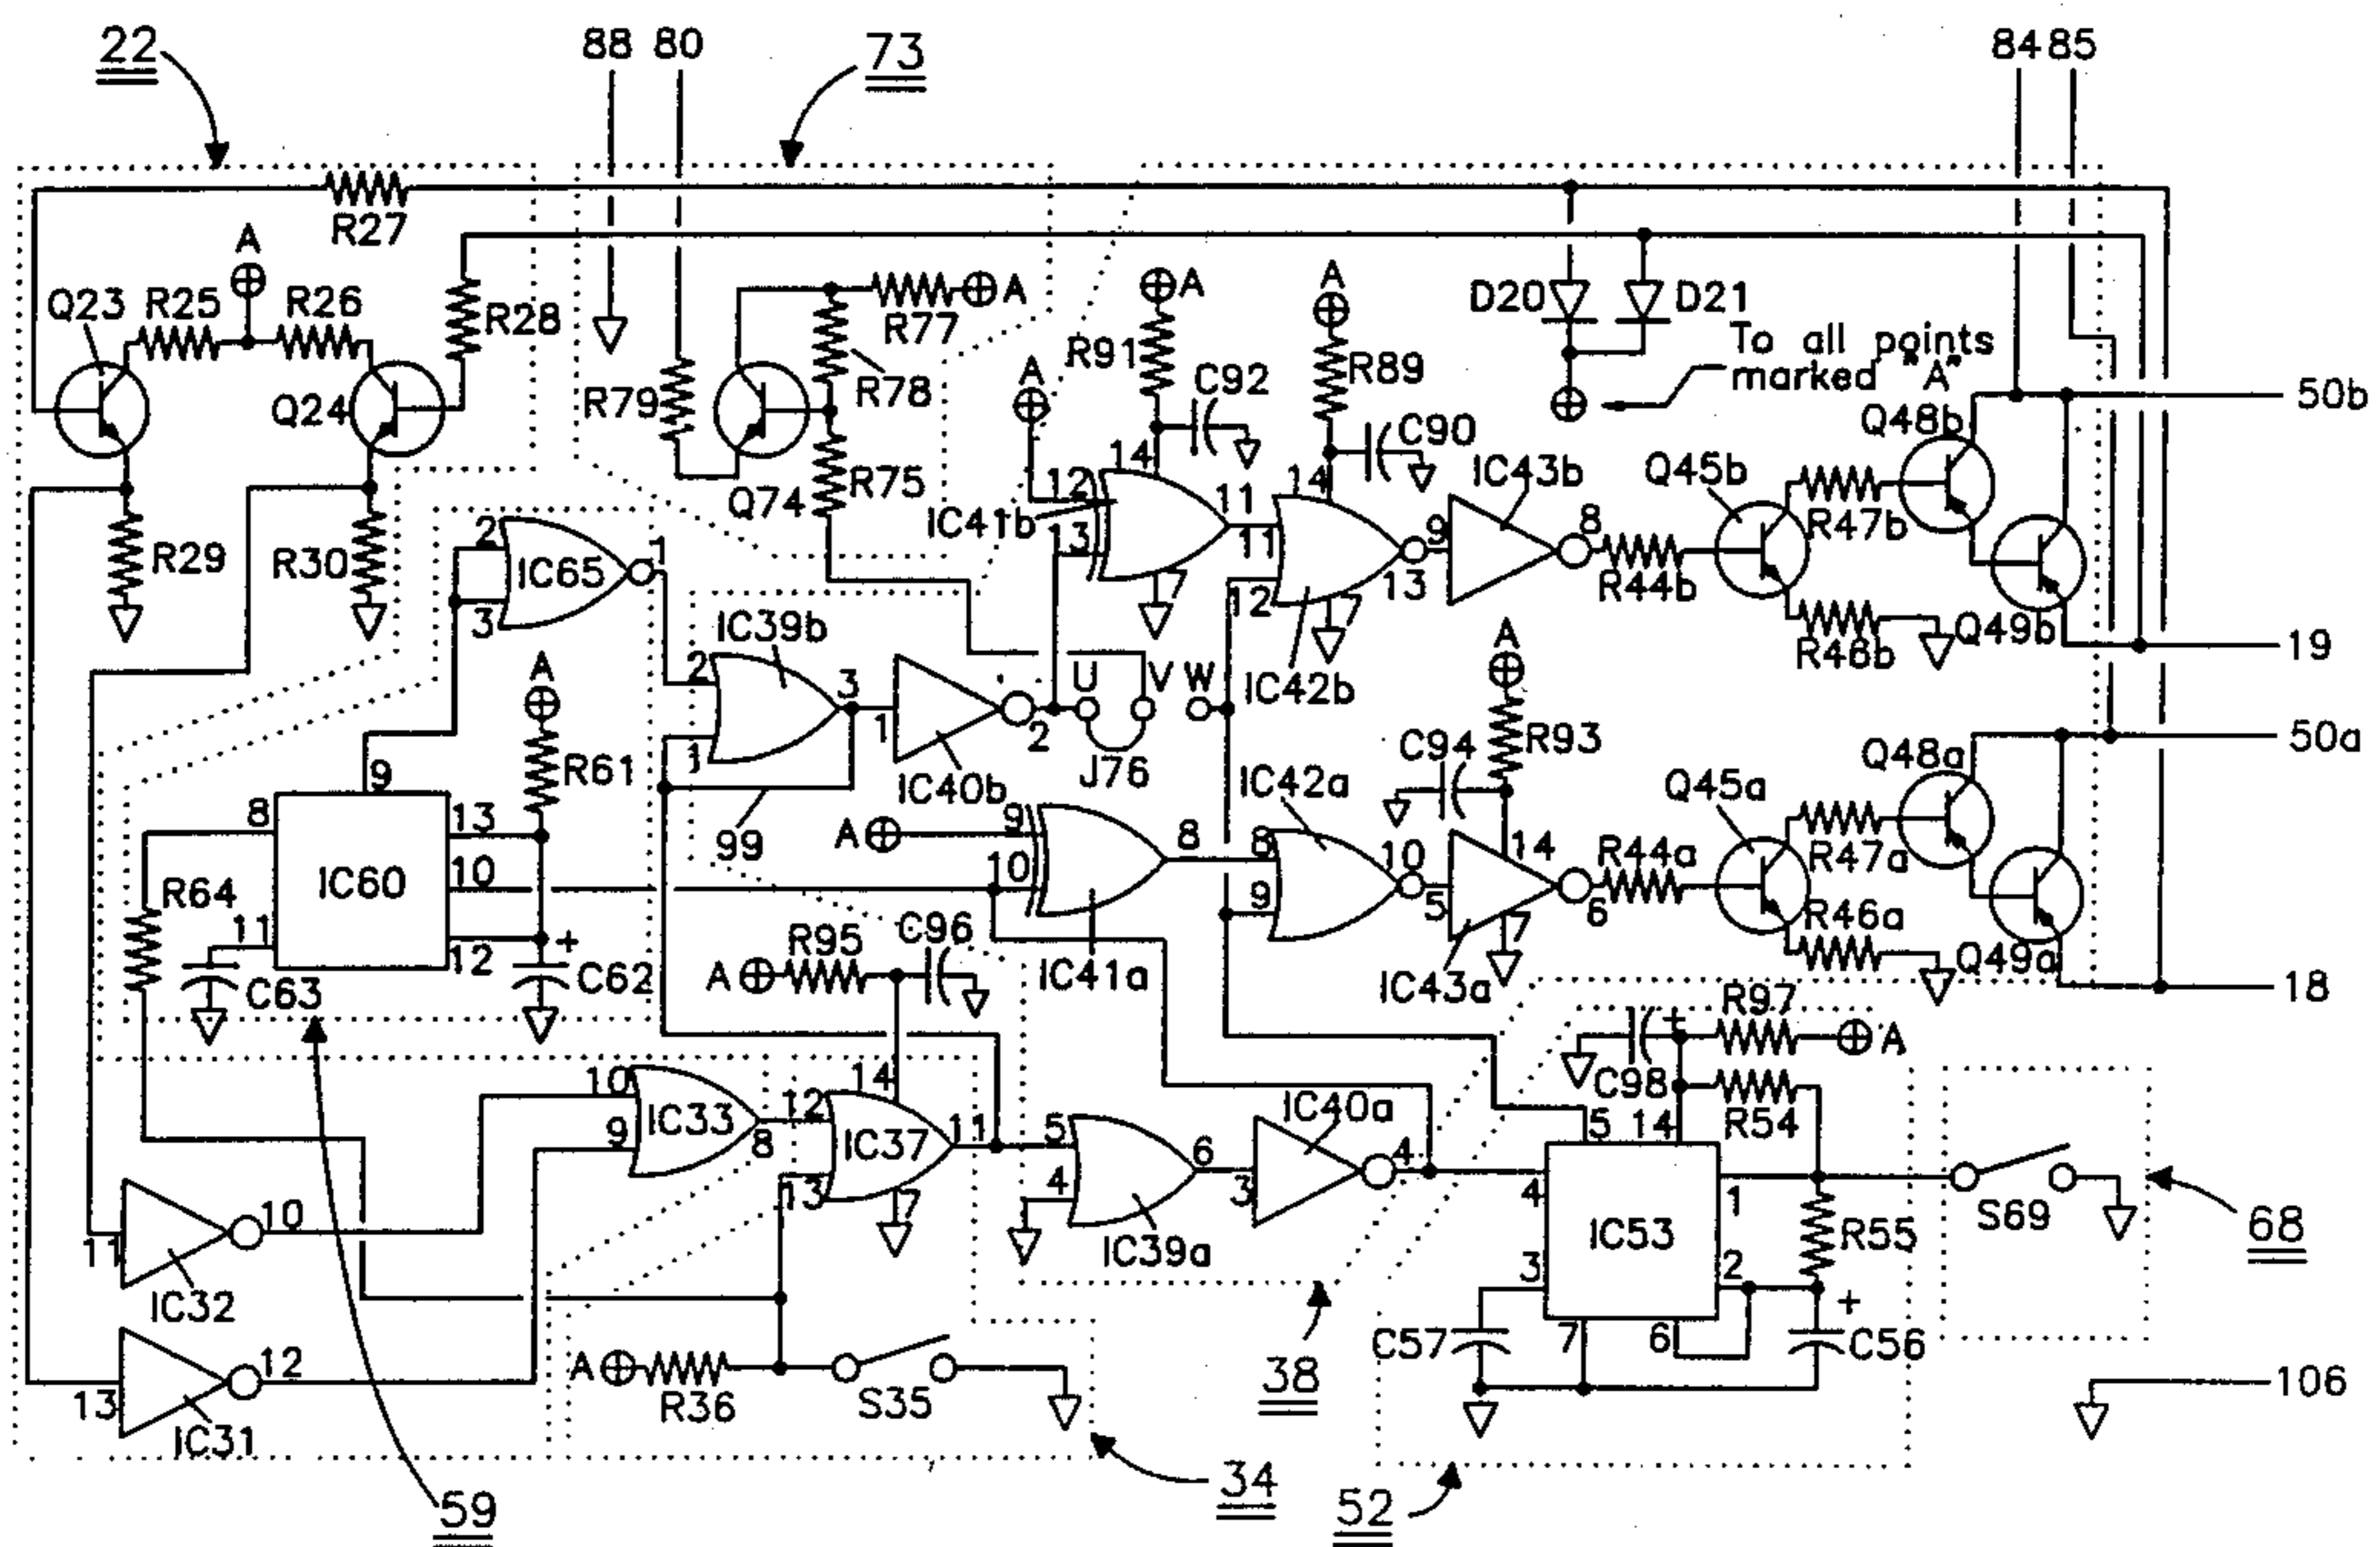 22
88 80
73
84 85
R27
A
Q23
R25
R26
R28
Q24
R29
R30
R77
A
R78
R79
Q74
R75
A
R91
C92
A
A
R89
C90
D20
D21
To all points
marked "A"
50b
Q48b
Q45b
R47b
IC43b
14
12
IC41b
13
11
7
14
11
12
13
7
9
8
R44b
R46b
Q49b
19
2
IC65
1
3
IC39b
2
3
1
1
IC40b
2
U
V
W
J76
IC42b
A
R93
C94
IC42a
99
A
R61
9
8
13
IC60
10
R64
11
12
C63
+
C62
A
9
10
8
IC41a
8
9
10
5
14
7
6
IC43a
R44a
Q45a
R47a
Q48a
R46a
Q49a
50a
18
A
R95
C96
10
9
IC33
8
12
14
IC37
11
13
7
5
4
6
IC39a
3
IC40a
4
+
R97
A
C98
R54
5
14
4
IC53
1
3
2
7
6
R55
C57
+
C56
S69
68
11
10
IC32
13
12
IC31
A
R36
S35
38
106
59
34
52